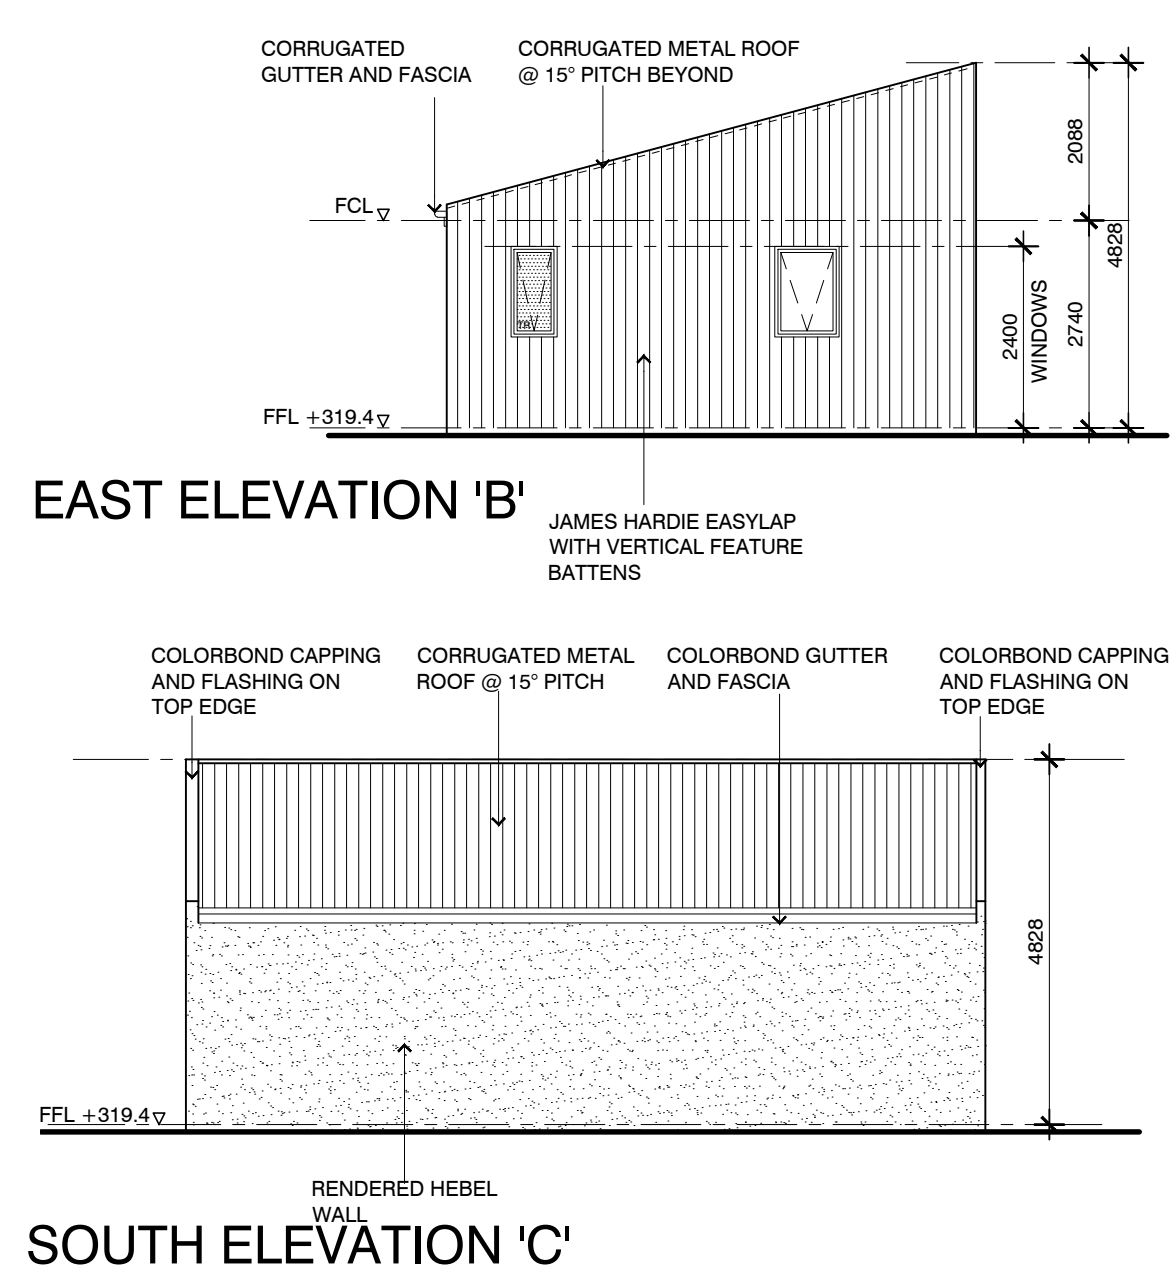 CORRUGATED
GUTTER AND FASCIA
CORRUGATED METAL ROOF
@ 15° PITCH BEYOND
FCL
2088
4828
2740
2400
WINDOWS
FFL +319.4
EAST ELEVATION 'B'
JAMES HARDIE EASYLAP
WITH VERTICAL FEATURE
BATTENS
COLORBOND CAPPING
AND FLASHING ON
TOP EDGE
CORRUGATED METAL
ROOF @ 15° PITCH
COLORBOND GUTTER
AND FASCIA
COLORBOND CAPPING
AND FLASHING ON
TOP EDGE
4828
FFL +319.4
RENDERED HEBEL
WALL
SOUTH ELEVATION 'C'